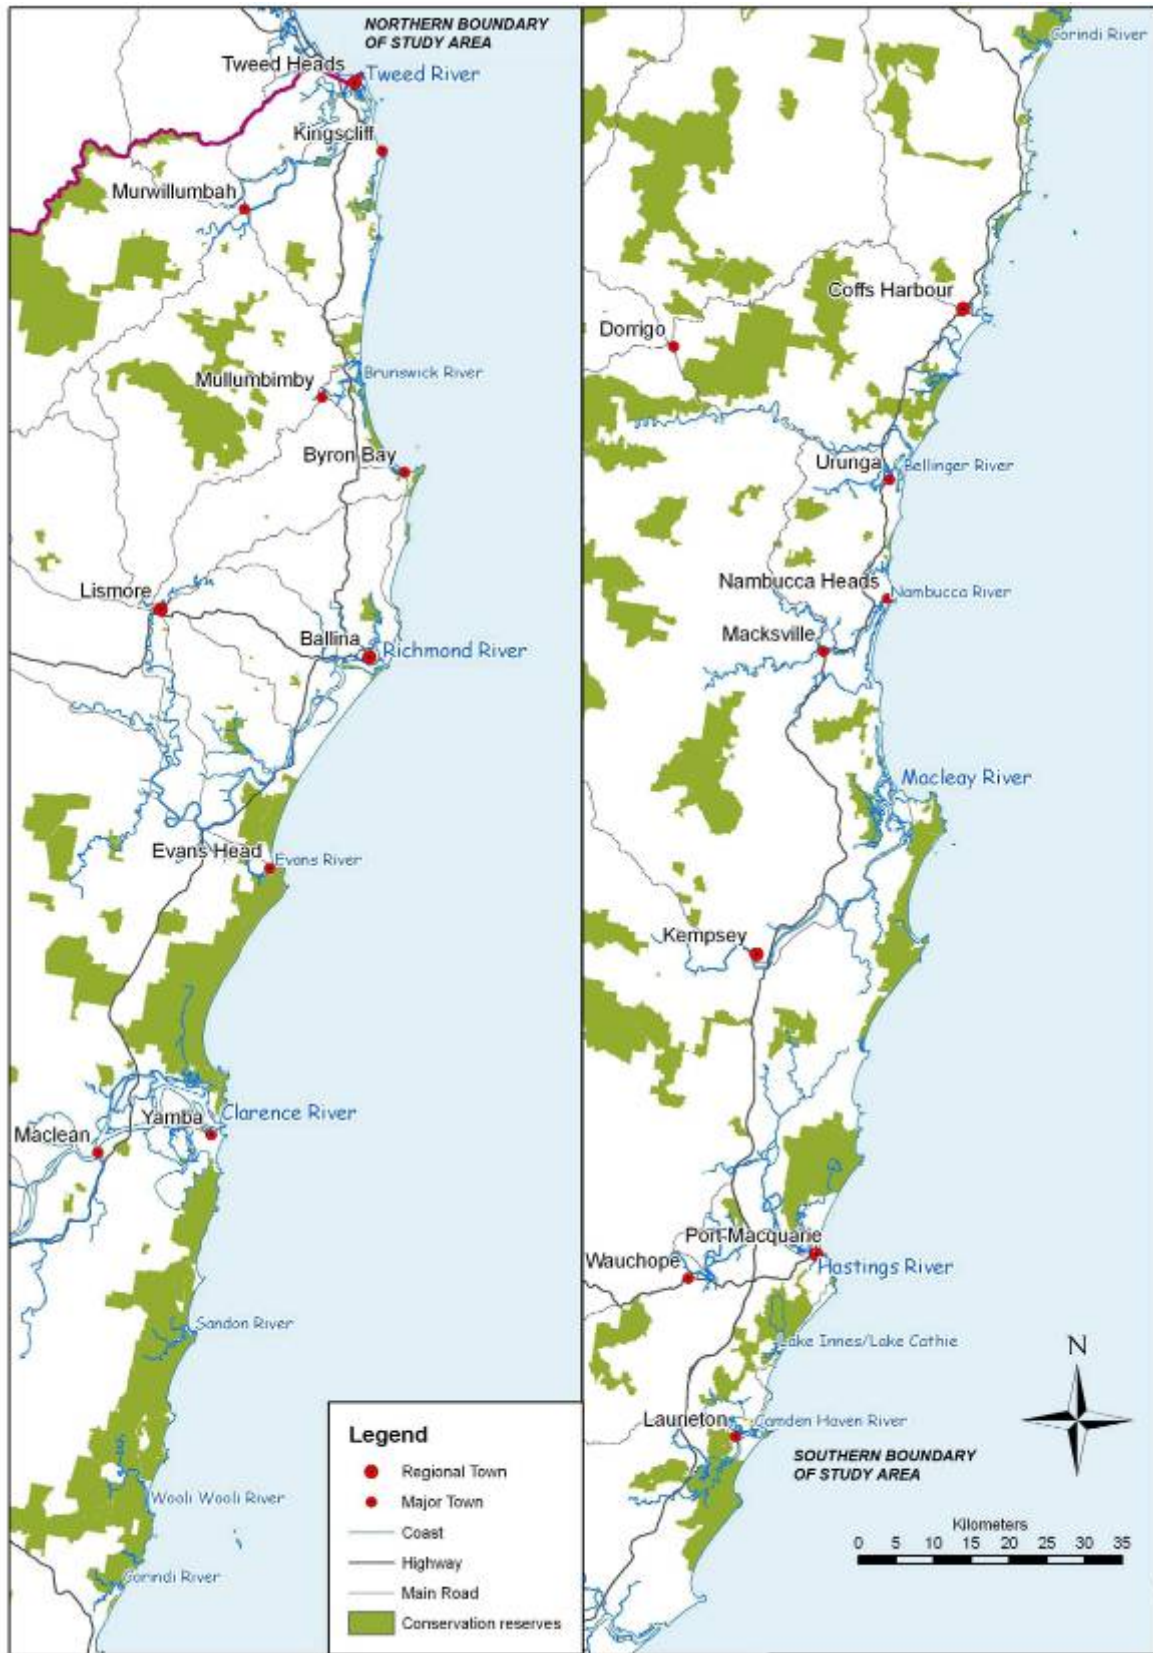 NORTHERN BOUNDARY
OF STUDY AREA
Tweed Heads
Tweed River
Kingscliff
Murwillumbah
Brunswick River
Mullumbimby
Byron Bay
Lismore
Ballina
Richmond River
Evans Head
Evans River
Yamba
Clarence River
Maclean
Sandon River
Wooli Wooli River
Corindi River
Legend
Regional Town
Major Town
Coast
Highway
Main Road
Conservation reserves
Corindi River
Coffs Harbour
Dorrigo
Urunga
Bellinger River
Nambucca Heads
Nambucca River
Macksville
Macleay River
Kempsey
Port-Macquarie
Wauchope
Hastings River
Lake Innes/Lake Cathie
N
Laurieton
Camden Haven River
SOUTHERN BOUNDARY
OF STUDY AREA
Kilometers
0 5 10 15 20 25 30 35